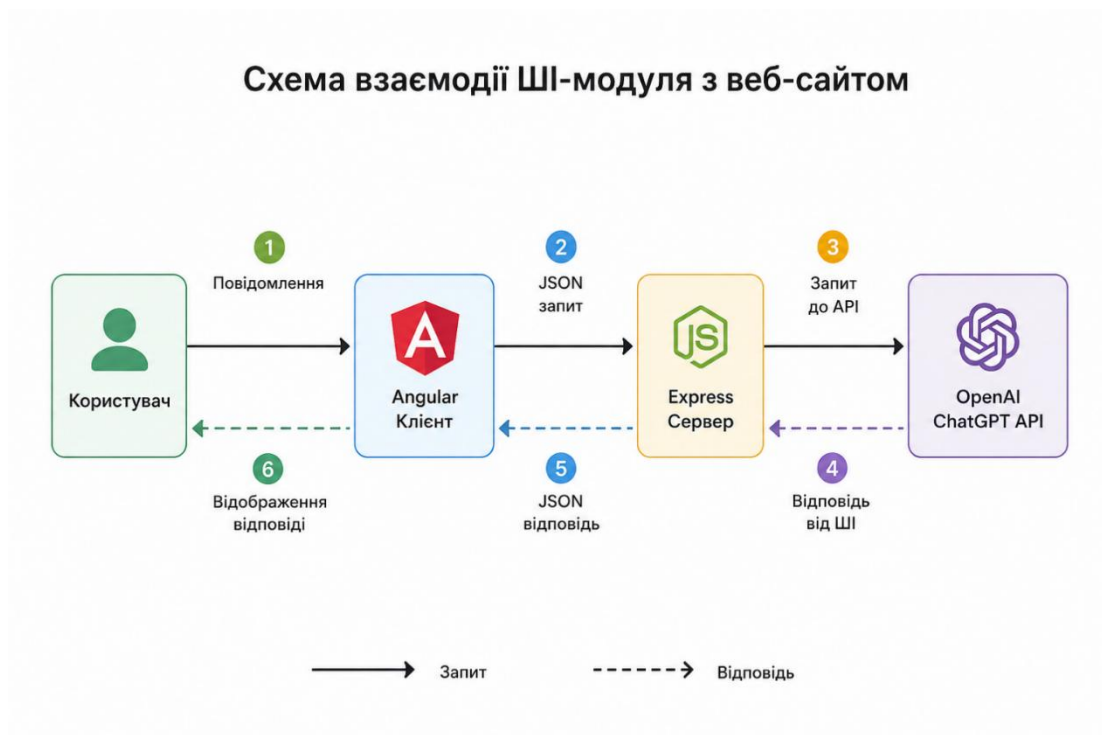 Схема взаємодії ШІ-модуля з веб-сайтом
1
Повідомлення
2
JSON
запит
3
Запит
до API
Користувач
A
Angular
Клієнт
JS
Express
Сервер
OpenAI
ChatGPT API
6
Відображення
відповіді
5
JSON
відповідь
4
Відповідь
від ШІ
Запит
Відповідь